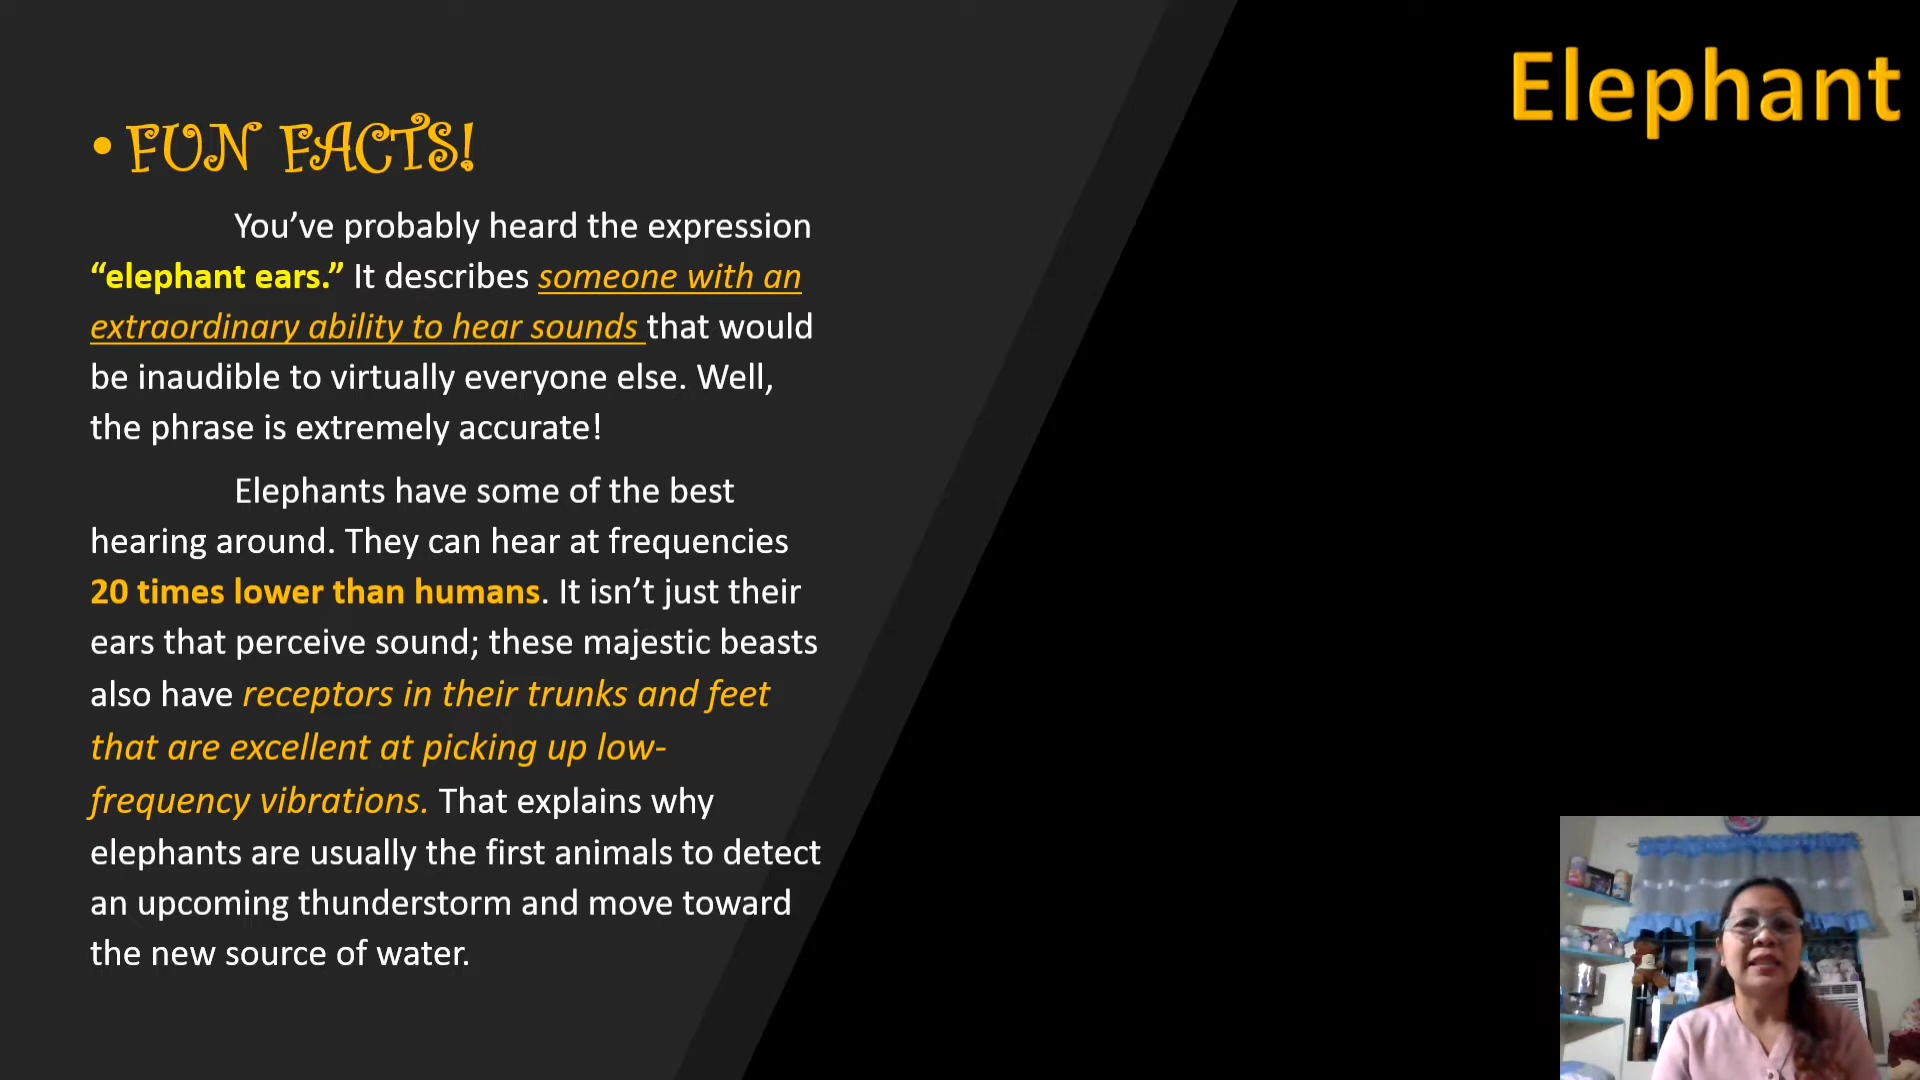 Elephant
• FUN FACTS!
You’ve probably heard the expression
“elephant ears.” It describes someone with an
extraordinary ability to hear sounds that would
be inaudible to virtually everyone else. Well,
the phrase is extremely accurate!
Elephants have some of the best
hearing around. They can hear at frequencies
20 times lower than humans. It isn’t just their
ears that perceive sound; these majestic beasts
also have receptors in their trunks and feet
that are excellent at picking up low-
frequency vibrations. That explains why
elephants are usually the first animals to detect
an upcoming thunderstorm and move toward
the new source of water.